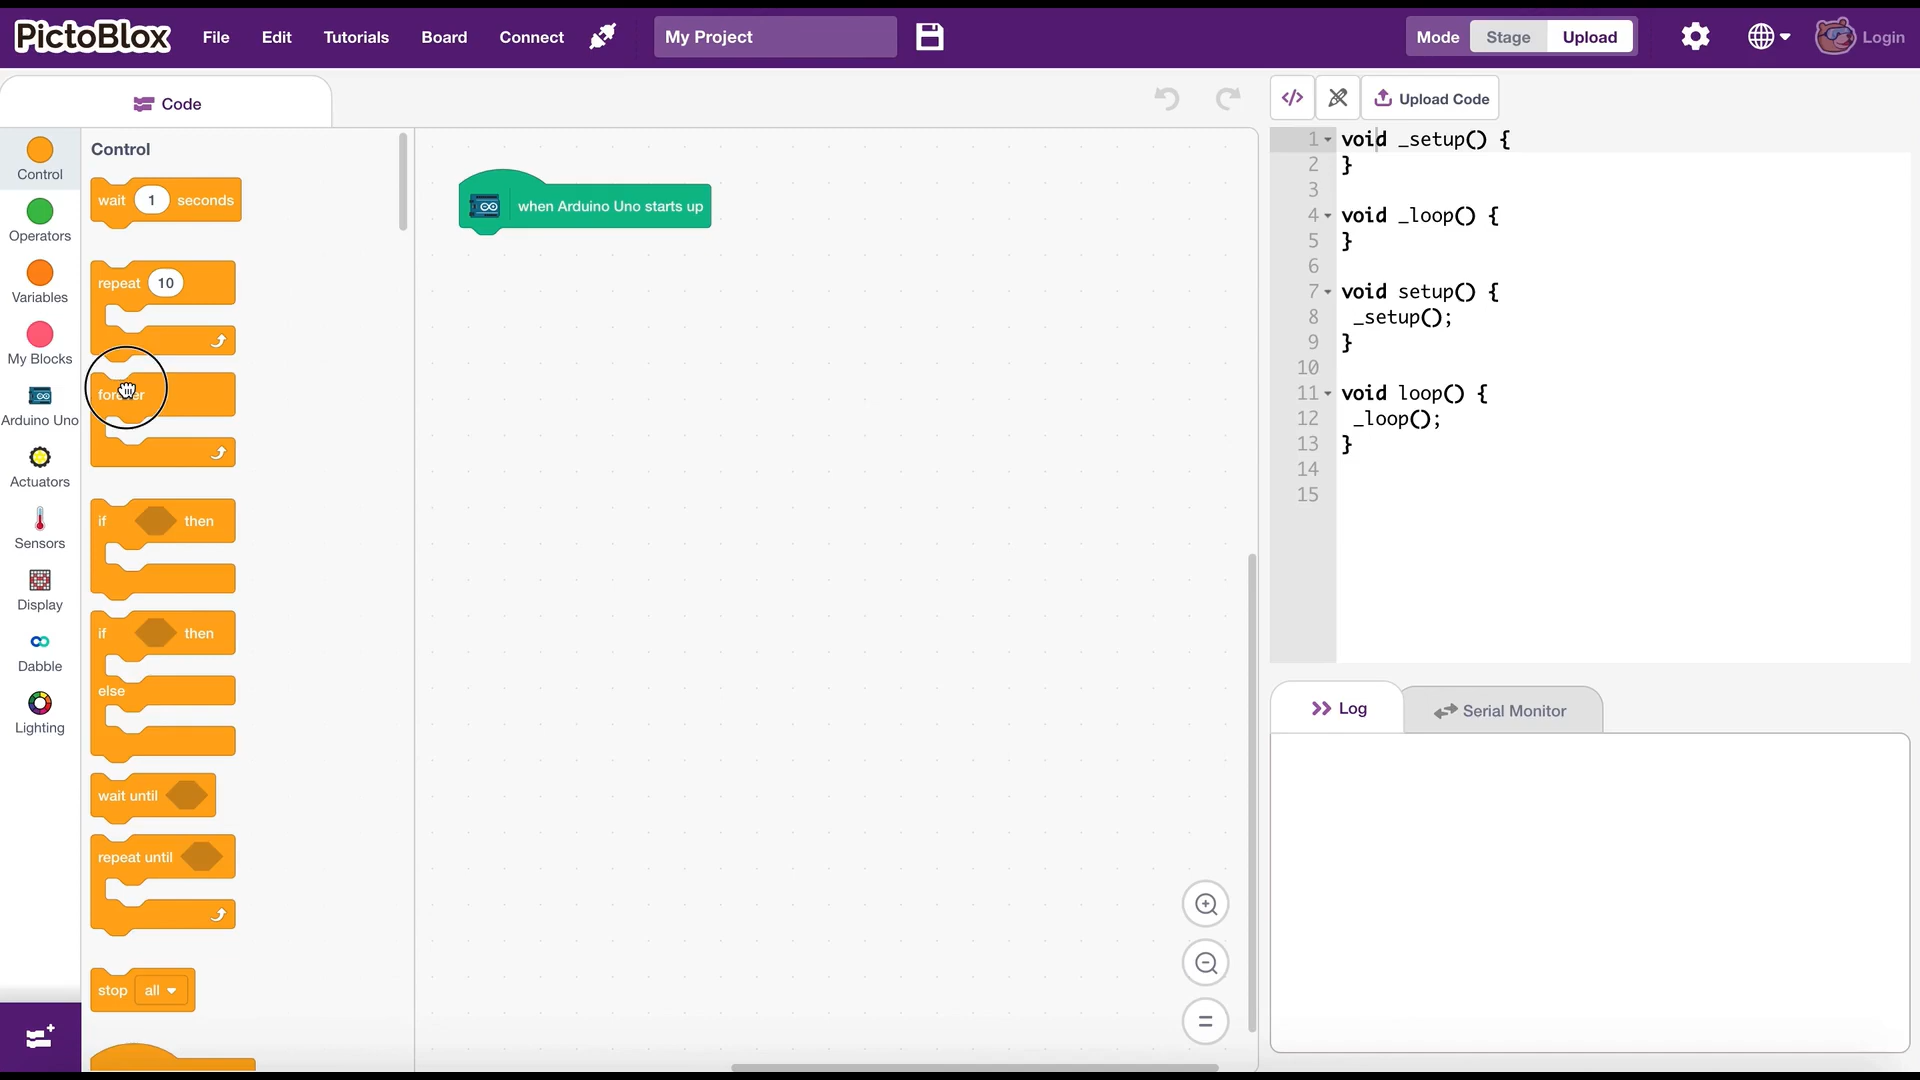 PictoBlox File Edit Tutorials Board Connect My Project Mode Stage Upload Login
Code
Upload Code
Control
Operators
Variables
My Blocks
Arduino Uno
Actuators
Sensors
Display
Dabble
Lighting
Control
wait 1 seconds
repeat 10
forever
if then
if then
else
wait until
repeat until
stop all
when Arduino Uno starts up
1 void _setup() {
2 }
3
4 void _loop() {
5 }
6
7 void setup() {
8 _setup();
9 }
10
11 void loop() {
12 _loop();
13 }
14
15
Log
Serial Monitor